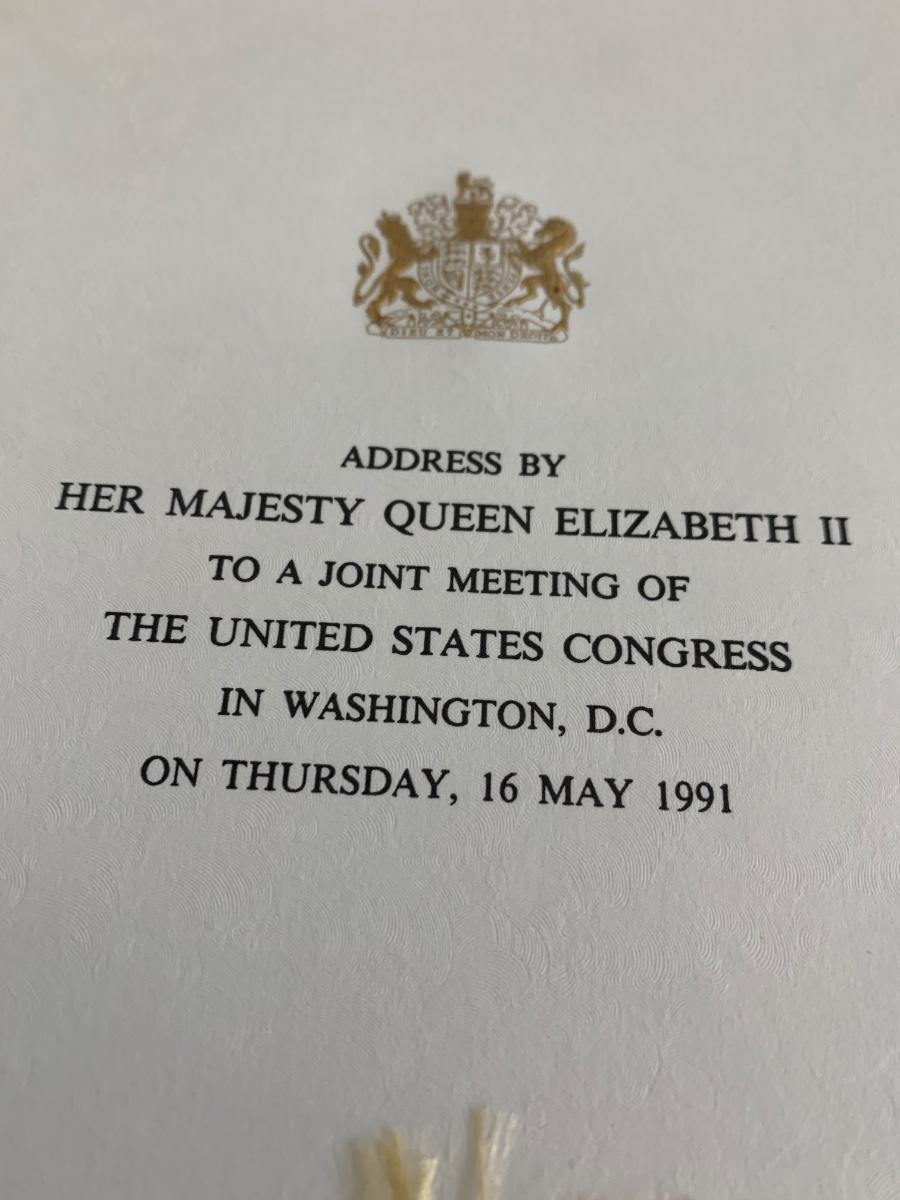 DIEU ET MON DROIT
ADDRESS BY
HER MAJESTY QUEEN ELIZABETH II
TO A JOINT MEETING OF
THE UNITED STATES CONGRESS
IN WASHINGTON, D.C.
ON THURSDAY, 16 MAY 1991